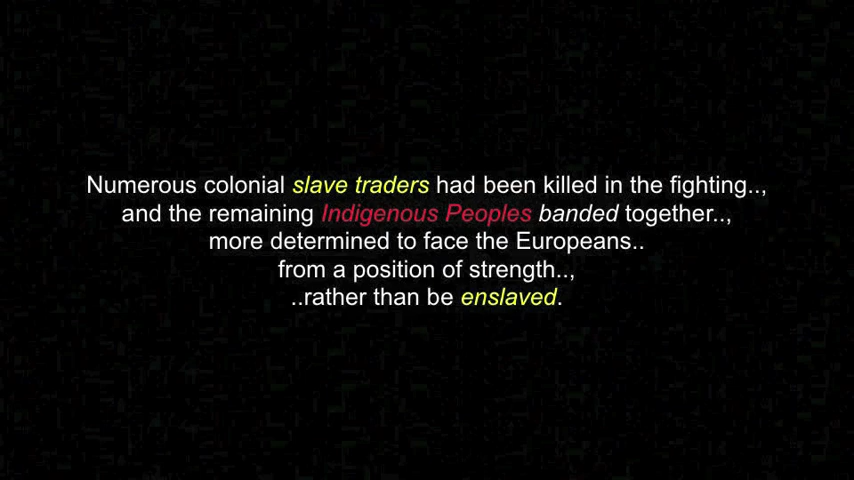 Numerous colonial slave traders had been killed in the fighting..,
and the remaining Indigenous Peoples banded together..,
more determined to face the Europeans..
from a position of strength..,
..rather than be enslaved.